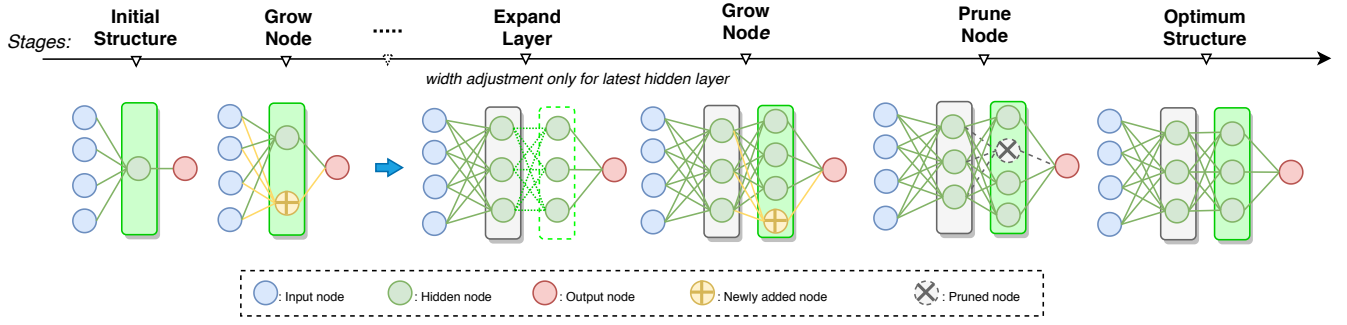 Stages:
Initial
Structure
Grow
Node
.....
Expand
Layer
Grow
Node
Prune
Node
Optimum
Structure
width adjustment only for latest hidden layer
: Input node
: Hidden node
: Output node
: Newly added node
: Pruned node